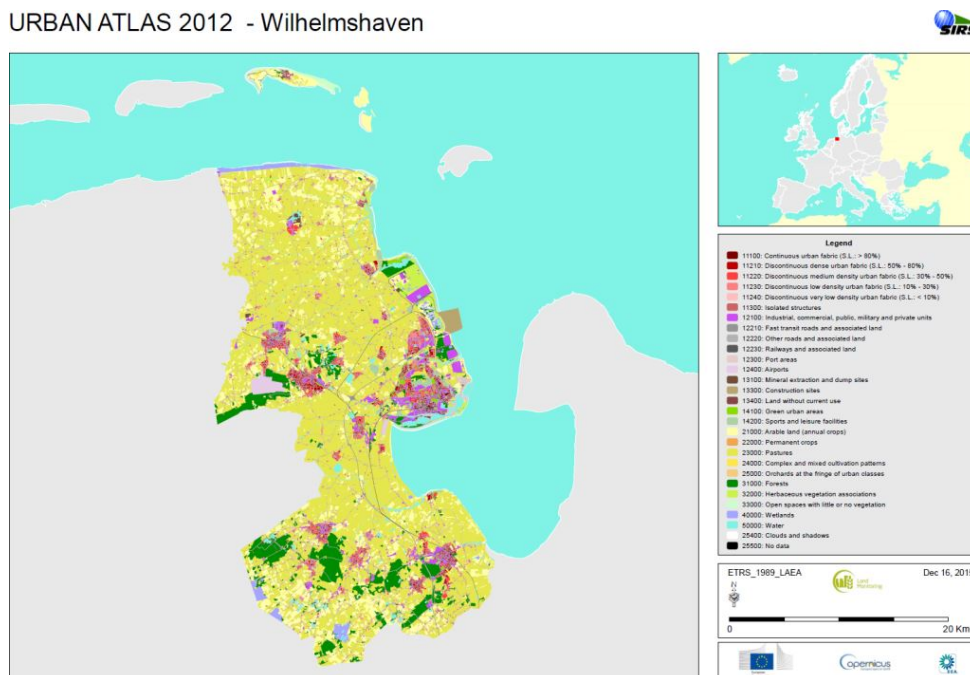 URBAN ATLAS 2012 - Wilhelmshaven
SIRS
Legend
11100: Continuous urban fabric (S.L.: > 80%)
11210: Discontinuous dense urban fabric (S.L.: 50% - 80%)
11220: Discontinuous medium density urban fabric (S.L.: 30% - 50%)
11230: Discontinuous low density urban fabric (S.L.: 10% - 30%)
11240: Discontinuous very low density urban fabric (S.L.: < 10%)
11300: Isolated structures
12100: Industrial, commercial, public, military and private units
12210: Fast transit roads and associated land
12220: Other roads and associated land
12230: Railways and associated land
12300: Port areas
12400: Airports
13100: Mineral extraction and dump sites
13300: Construction sites
13400: Land without current use
14100: Green urban areas
14200: Sports and leisure facilities
21000: Arable land (annual crops)
22000: Permanent crops
23000: Pastures
24000: Complex and mixed cultivation patterns
25000: Orchards at the fringe of urban classes
31000: Forests
32000: Herbaceous vegetation associations
33000: Open spaces with little or no vegetation
40000: Wetlands
50000: Water
25400: Clouds and shadows
25500: No data
ETRS_1989_LAEA
Land
Monitoring
Dec 16, 201
N
0
20 Km
European
Copernicus